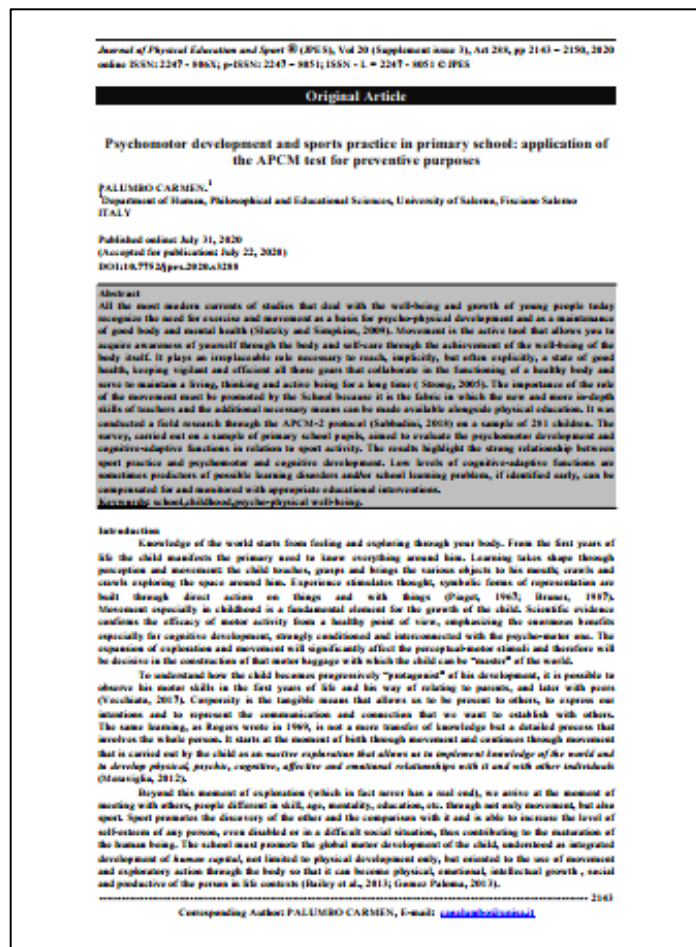 Journal of Physical Education and Sport ® (JPES), Vol 20 (Supplement issue 3), Art 288, pp 2143 – 2150, 2020
online ISSN: 2247 - 806X; p-ISSN: 2247 – 8051; ISSN - L = 2247 - 8051 © JPES
Original Article
Psychomotor development and sports practice in primary school: application of
the APCM test for preventive purposes
PALUMBO CARMEN.1
1Department of Human, Philosophical and Educational Sciences, University of Salerno, Fisciano Salerno
ITALY
Published online: July 31, 2020
(Accepted for publication: July 22, 2020)
DOI:10.7752/jpes.2020.s3288
Abstract
All the most modern currents of studies that deal with the well-being and growth of young people today
recognize the need for exercise and movement as a basis for psycho-physical development and as a maintenance
of good body and mental health (Slutzky and Simpkins, 2009). Movement is the active tool that allows you to
acquire awareness of yourself through the body and self-care through the achievement of the well-being of the
body itself. It plays an irreplaceable role necessary to reach, implicitly, but often explicitly, a state of good
health, keeping vigilant and efficient all those gears that collaborate in the functioning of a healthy body and
serve to maintain a living, thinking and active being for a long time ( Strong, 2005). The importance of the role
of the movement must be promoted by the School because it is the fabric in which the new and more in-depth
skills of teachers and the additional necessary means can be made available alongside physical education. It was
conducted a field research through the APCM-2 protocol (Sabbadini, 2018) on a sample of 281 children. The
survey, carried out on a sample of primary school pupils, aimed to evaluate the psychomotor development and
cognitive-adaptive functions in relation to sport activity. The results highlight the strong relationship between
sport practice and psychomotor and cognitive development. Low levels of cognitive-adaptive functions are
sometimes predictors of possible learning disorders and/or school learning problem, if identified early, can be
compensated for and monitored with appropriate educational interventions.
Keywords: school,childhood,psycho-physical well-being.
Introduction
Knowledge of the world starts from feeling and exploring through your body. From the first years of
life the child manifests the primary need to know everything around him. Learning takes shape through
perception and movement: the child touches, grasps and brings the various objects to his mouth; crawls and
crawls exploring the space around him. Experience stimulates thought, symbolic forms of representation are
built through direct action on things and with things (Piaget, 1967; Bruner, 1987).
Movement especially in childhood is a fundamental element for the growth of the child. Scientific evidence
confirms the efficacy of motor activity from a healthy point of view, emphasizing the enormous benefits
especially for cognitive development, strongly conditioned and interconnected with the psycho-motor one. The
expansion of exploration and movement will significantly affect the perceptual-motor stimuli and therefore will
be decisive in the construction of that motor baggage with which the child can be "master" of the world.
To understand how the child becomes progressively "protagonist" of his development, it is possible to
observe his motor skills in the first years of life and his way of relating to parents, and later with peers
(Vecchiato, 2017). Corporeity is the tangible means that allows us to be present to others, to express our
intentions and to represent the communication and connection that we want to establish with others.
The same learning, as Rogers wrote in 1969, is not a mere transfer of knowledge but a detailed process that
involves the whole person. It starts at the moment of birth through movement and continues through movement
that is carried out by the child as an enactive exploration that allows us to implement knowledge of the world and
to develop physical, psychic, cognitive, affective and emotional relationships with it and with other individuals
(Moraviglia, 2012).
Beyond this moment of exploration (which in fact never has a real end), we arrive at the moment of
meeting with others, people different in skill, age, mentality, education, etc. through not only movement, but also
sport. Sport promotes the discovery of the other and the comparison with it and is able to increase the level of
self-esteem of any person, even disabled or in a difficult social situation, thus contributing to the maturation of
the human being. The school must promote the global motor development of the child, understood as integrated
development of human capital, not limited to physical development only, but oriented to the use of movement
and exploratory action through the body so that it can become physical, emotional, intellectual growth , social
and productive of the person in life contexts (Bailey et al., 2013; Gomez Paloma, 2013).
2143
Corresponding Author: PALUMBO CARMEN, E-mail: cpalumbo@unisa.it